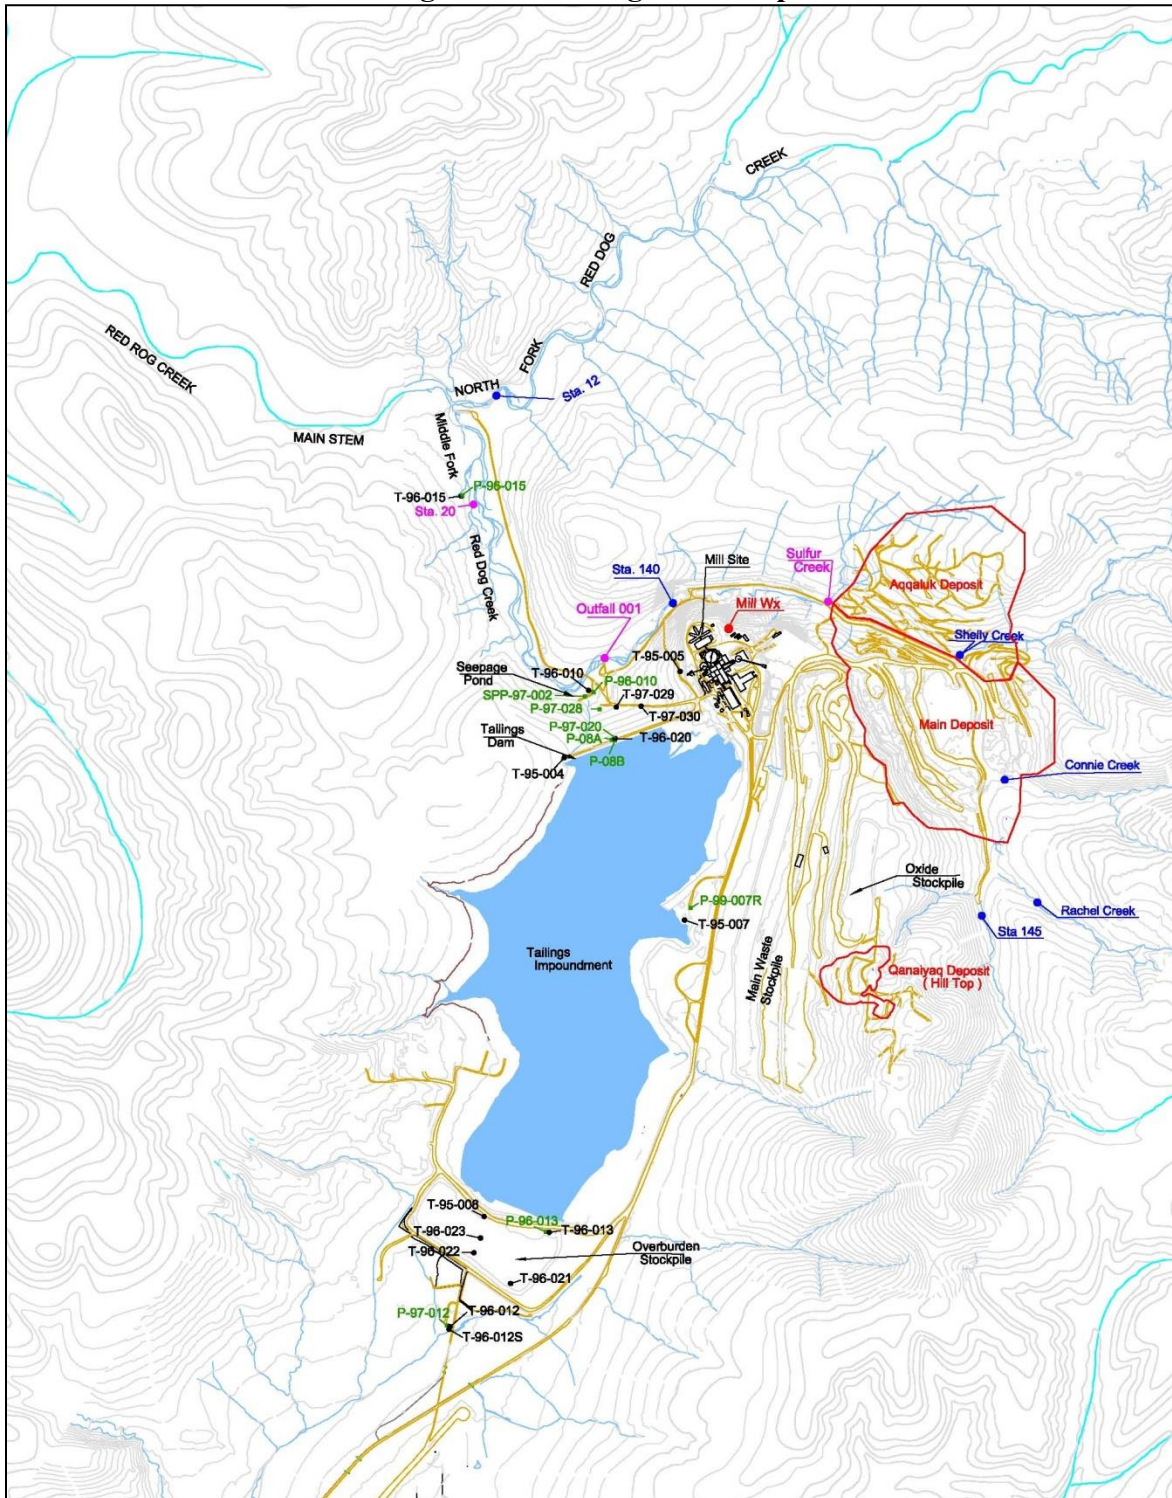 CREEK
RED DOG
FORK
NORTH
Sta. 12
RED ROG CREEK
MAIN STEM
Middle Fork
P-96-015
T-96-015
Sta. 20
Red Dog Creek
Sta. 140
Mill Site
Sulfur
Creek
Aqqaluk Deposit
Outfall 001
Mill Wx
Shelly Creek
T-95-005
Seepage
Pond
T-96-010
P-96-010
SPP-97-002
T-97-029
P-97-028
T-97-030
P-97-020
Tailings
Dam
P-08A
T-96-020
P-08B
T-95-004
Main Deposit
Connie Creek
Oxide
Stockpile
P-99-007R
T-95-007
Rachel Creek
Sta 145
Tailings
Impoundment
Main Waste
Stockpile
Qanaiyaq Deposit
( Hill Top )
T-95-008
P-96-013
T-96-013
T-96-023
T-96-022
Overburden
Stockpile
T-96-021
P-97-012
T-96-012
T-96-012S